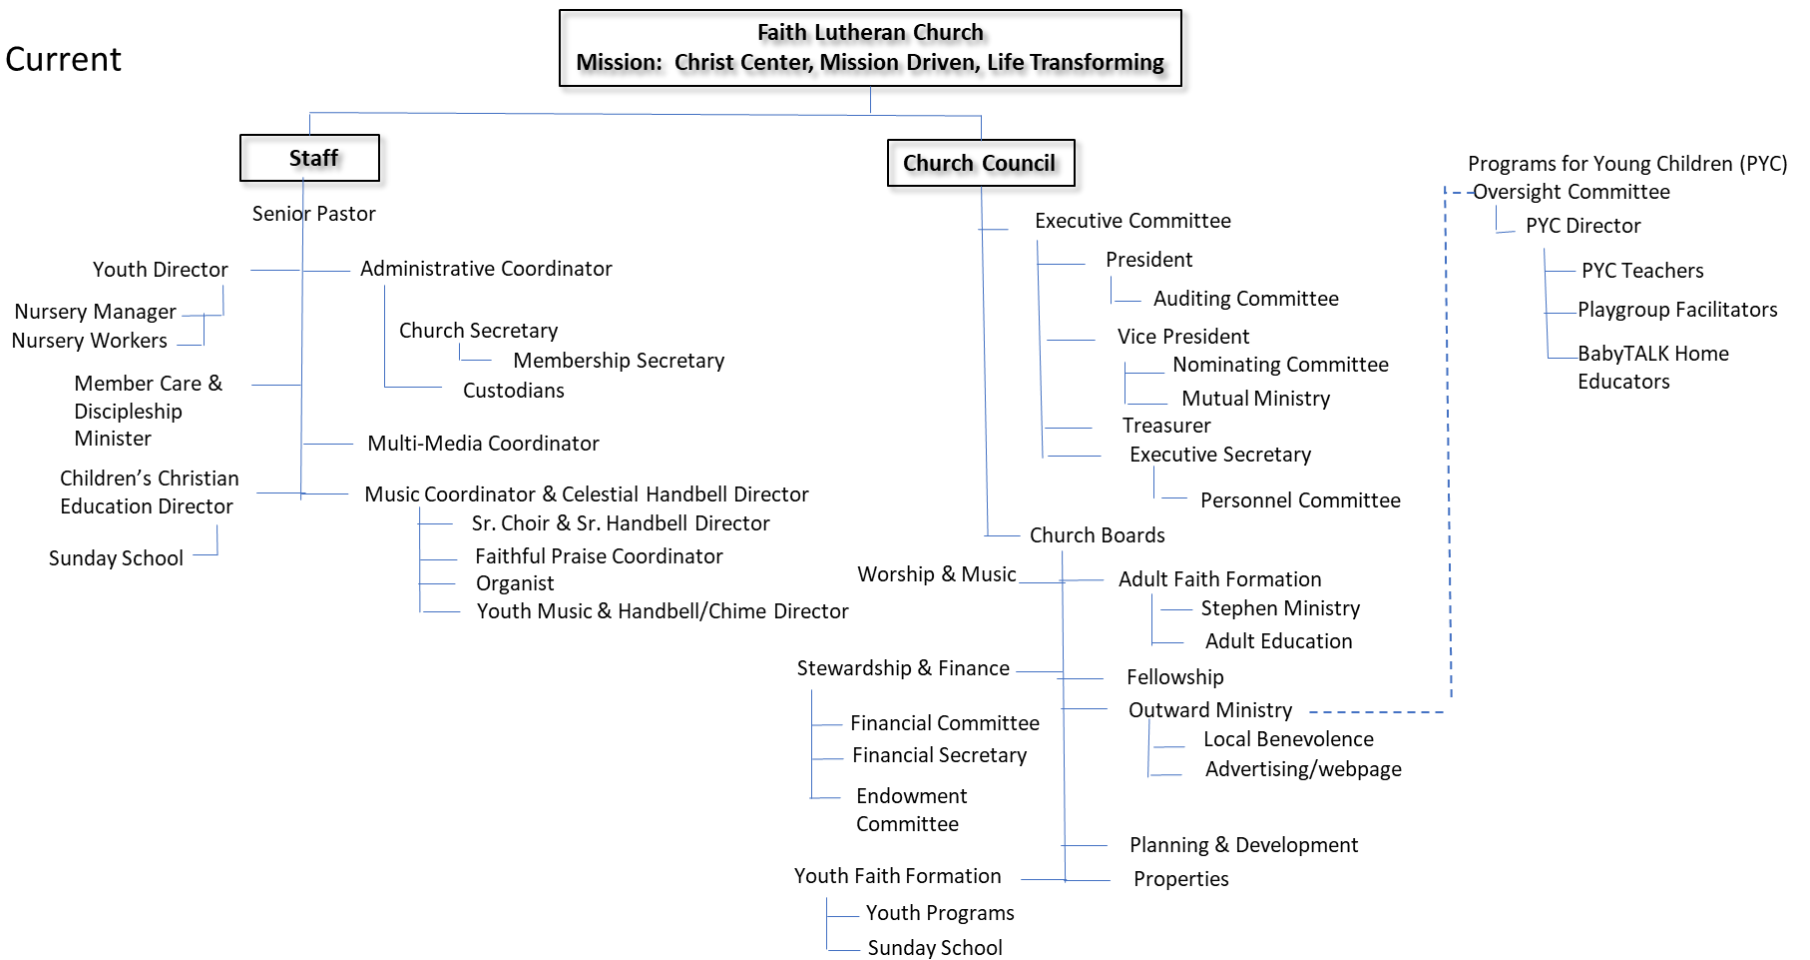 Current
Faith Lutheran Church
Mission:  Christ Center, Mission Driven, Life Transforming
Staff
Senior Pastor
Youth Director
Nursery Manager
Nursery Workers
Member Care &
Discipleship
Minister
Children’s Christian
Education Director
Sunday School
Administrative Coordinator
Church Secretary
Membership Secretary
Custodians
Multi-Media Coordinator
Music Coordinator & Celestial Handbell Director
Sr. Choir & Sr. Handbell Director
Faithful Praise Coordinator
Organist
Youth Music & Handbell/Chime Director
Church Council
Executive Committee
President
Auditing Committee
Vice President
Nominating Committee
Mutual Ministry
Treasurer
Executive Secretary
Personnel Committee
Church Boards
Worship & Music
Stewardship & Finance
Financial Committee
Financial Secretary
Endowment
Committee
Youth Faith Formation
Youth Programs
Sunday School
Adult Faith Formation
Stephen Ministry
Adult Education
Fellowship
Outward Ministry
Local Benevolence
Advertising/webpage
Planning & Development
Properties
Programs for Young Children (PYC)
Oversight Committee
PYC Director
PYC Teachers
Playgroup Facilitators
BabyTALK Home
Educators